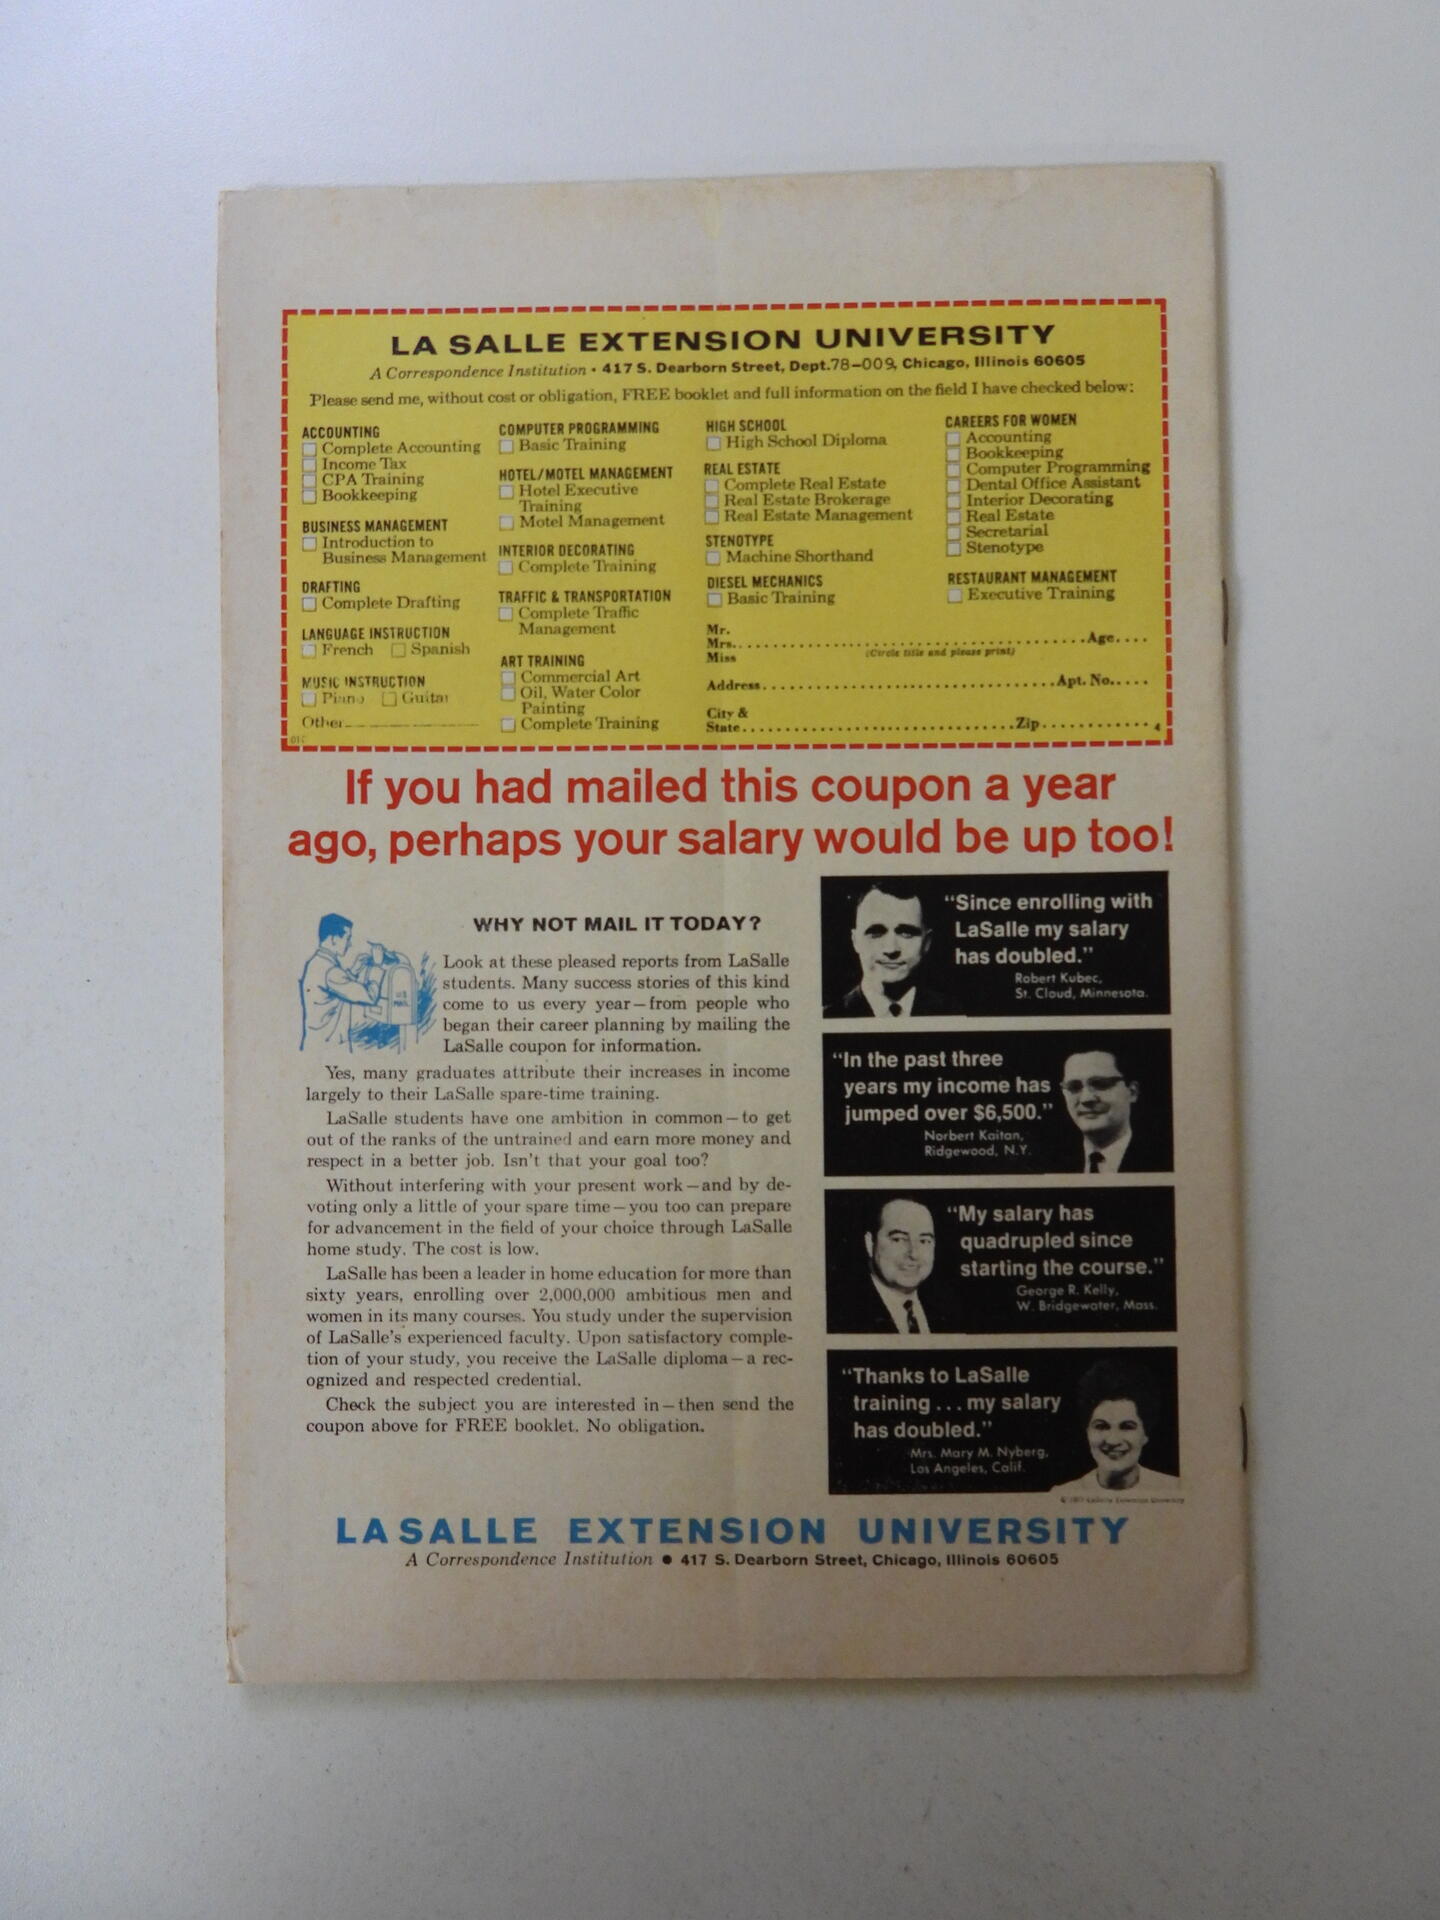 LA SALLE EXTENSION UNIVERSITY
A Correspondence Institution • 417 S. Dearborn Street, Dept.78-009, Chicago, Illinois 60605
Please send me, without cost or obligation, FREE booklet and full information on the field I have checked below:
ACCOUNTING
Complete Accounting
Income Tax
CPA Training
Bookkeeping
BUSINESS MANAGEMENT
Introduction to
Business Management
DRAFTING
Complete Drafting
LANGUAGE INSTRUCTION
French Spanish
MUSIC INSTRUCTION
Piano Guitar
Other
COMPUTER PROGRAMMING
Basic Training
HOTEL/MOTEL MANAGEMENT
Hotel Executive
Training
Motel Management
INTERIOR DECORATING
Complete Training
TRAFFIC & TRANSPORTATION
Complete Traffic
Management
ART TRAINING
Commercial Art
Oil, Water Color
Painting
Complete Training
HIGH SCHOOL
High School Diploma
REAL ESTATE
Complete Real Estate
Real Estate Brokerage
Real Estate Management
STENOTYPE
Machine Shorthand
DIESEL MECHANICS
Basic Training
CAREERS FOR WOMEN
Accounting
Bookkeeping
Computer Programming
Dental Office Assistant
Interior Decorating
Real Estate
Secretarial
Stenotype
RESTAURANT MANAGEMENT
Executive Training
Mr.
Mrs. Age
Miss (Circle title and please print)
Address Apt. No.
City &
State Zip 4
If you had mailed this coupon a year
ago, perhaps your salary would be up too!
WHY NOT MAIL IT TODAY?
U.S. MAIL
Look at these pleased reports from LaSalle
students. Many success stories of this kind
come to us every year—from people who
began their career planning by mailing the
LaSalle coupon for information.
Yes, many graduates attribute their increases in income
largely to their LaSalle spare-time training.
LaSalle students have one ambition in common—to get
out of the ranks of the untrained and earn more money and
respect in a better job. Isn't that your goal too?
Without interfering with your present work—and by de-
voting only a little of your spare time—you too can prepare
for advancement in the field of your choice through LaSalle
home study. The cost is low.
LaSalle has been a leader in home education for more than
sixty years, enrolling over 2,000,000 ambitious men and
women in its many courses. You study under the supervision
of LaSalle's experienced faculty. Upon satisfactory comple-
tion of your study, you receive the LaSalle diploma—a rec-
ognized and respected credential.
Check the subject you are interested in—then send the
coupon above for FREE booklet. No obligation.
"Since enrolling with
LaSalle my salary
has doubled."
Robert Kubec,
St. Cloud, Minnesota.
"In the past three
years my income has
jumped over $6,500."
Norbert Kaitan,
Ridgewood, N.Y.
"My salary has
quadrupled since
starting the course."
George R. Kelly,
W. Bridgewater, Mass.
"Thanks to LaSalle
training ... my salary
has doubled."
Mrs. Mary M. Nyberg,
Los Angeles, Calif.
LaSalle Extension University
LA SALLE EXTENSION UNIVERSITY
A Correspondence Institution • 417 S. Dearborn Street, Chicago, Illinois 60605